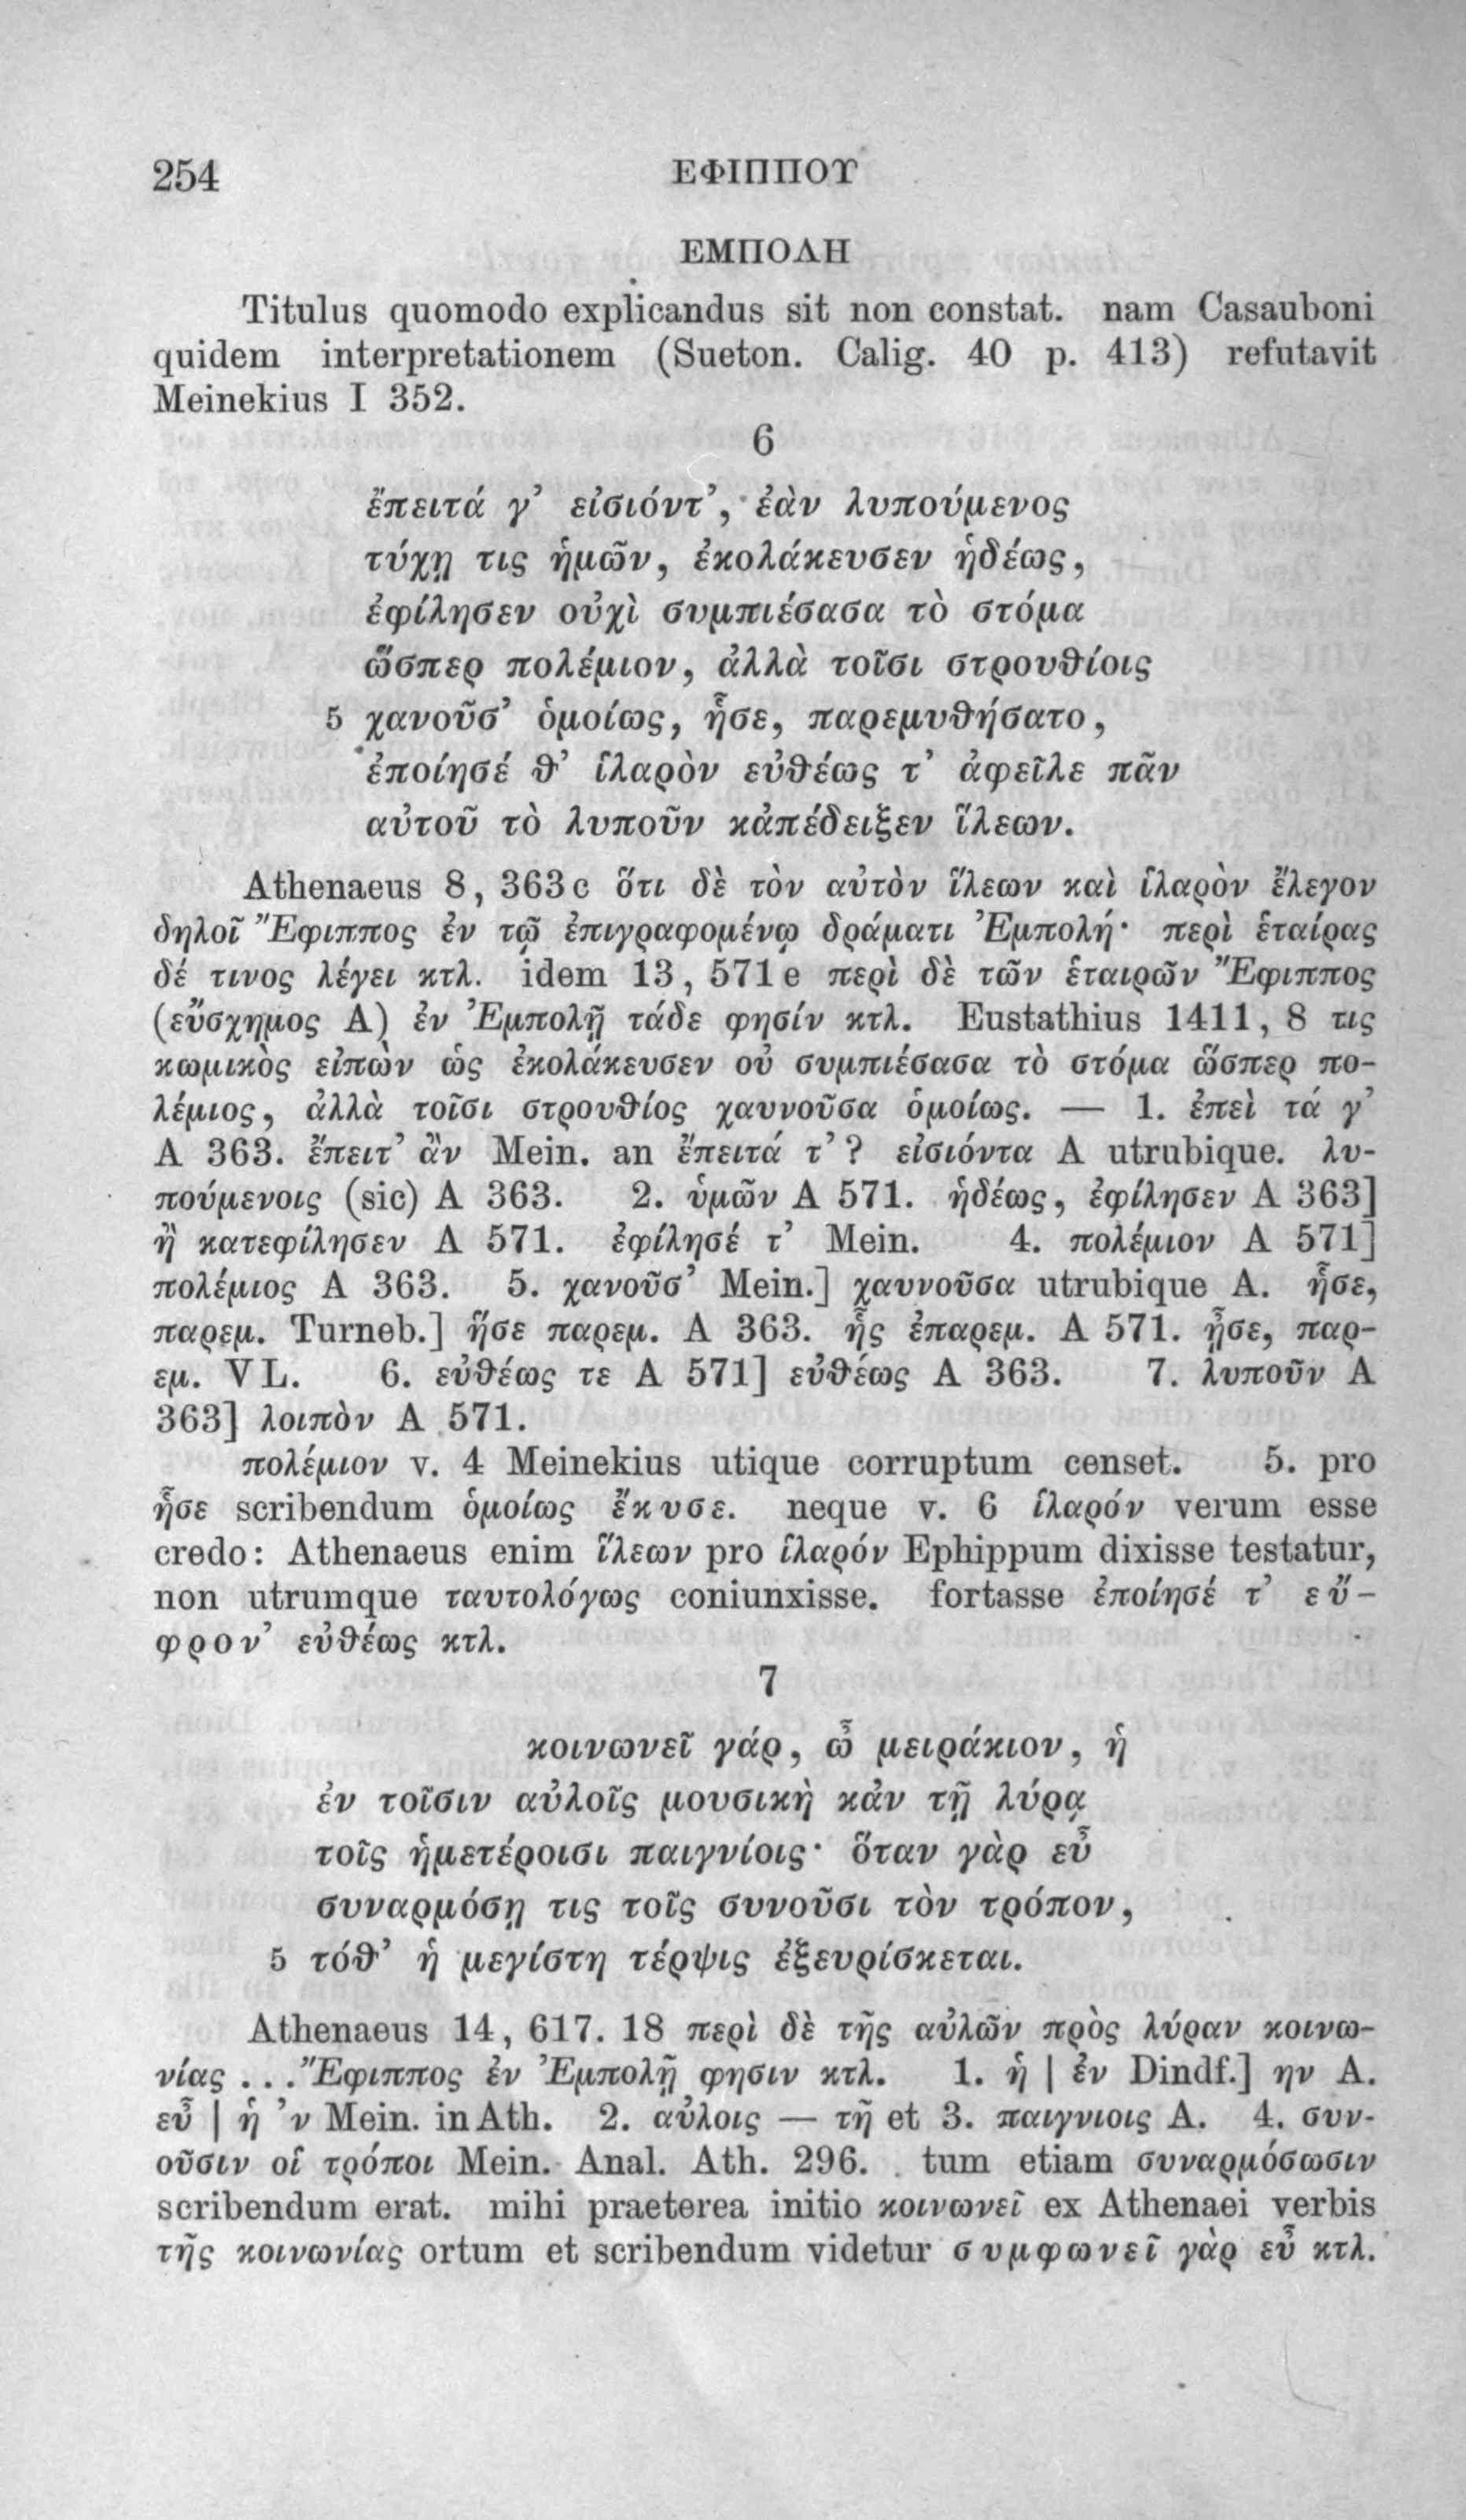 254
ΕΦΙΠΠΟΥ
ΕΜΠΟΛΗ
Titulus quomodo explicandus sit non constat. nam Casauboni
quidem interpretationem (Sueton. Calig. 40 p. 413) refutavit
Meinekius I 352.
6
ἔπειτά γ’ εἰσιόντ’, ἐὰν λυπούμενος
τύχῃ τις ἡμῶν, ἐκολάκευσεν ἡδέως,
ἐφίλησεν οὐχὶ συμπιέσασα τὸ στόμα
ὥσπερ πολέμιον, ἀλλὰ τοῖσι στρουθίοις
5 χανοῦσ’ ὁμοίως, ἦσε, παρεμυθήσατο,
ἐποίησέ θ’ ἱλαρὸν εὐθέως τ’ ἀφεῖλε πᾶν
αὐτοῦ τὸ λυποῦν κἀπέδειξεν ἵλεων.
Athenaeus 8, 363c ὅτι δὲ τὸν αὐτὸν ἵλεων καὶ ἱλαρὸν ἔλεγον
δηλοῖ Ἔφιππος ἐν τῷ ἐπιγραφομένῳ δράματι Ἐμπολή· περὶ ἑταίρας
δέ τινος λέγει κτλ. idem 13, 571e περὶ δὲ τῶν ἑταιρῶν Ἔφιππος
(εὔσχημος A) ἐν Ἐμπολῇ τάδε φησίν κτλ. Eustathius 1411, 8 τις
κωμικὸς εἰπὼν ὡς ἐκολάκευσεν οὐ συμπιέσασα τὸ στόμα ὥσπερ πο-
λέμιος, ἀλλὰ τοῖσι στρουθίος χαυνοῦσα ὁμοίως. — 1. ἐπεὶ τά γ’
A 363. ἔπειτ’ ἂν Mein. an ἔπειτά τ’? εἰσιόντα A utrubique. λυ-
πούμενοις (sic) A 363. 2. ὑμῶν A 571. ἡδέως, ἐφίλησεν A 363]
ἢ κατεφίλησεν A 571. ἐφίλησέ τ’ Mein. 4. πολέμιον A 571]
πολέμιος A 363. 5. χανοῦσ’ Mein.] χαυνοῦσα utrubique A. ἦσε,
παρεμ. Turneb.] ἥσε παρεμ. A 363. ἧς ἐπαρεμ. A 571. ᾖσε, παρ-
εμ. VL. 6. εὐθέως τε A 571] εὐθέως A 363. 7. λυποῦν A
363] λοιπὸν A 571.
πολέμιον v. 4 Meinekius utique corruptum censet. 5. pro
ἦσε scribendum ὁμοίως ἔκυσε. neque v. 6 ἱλαρόν verum esse
credo: Athenaeus enim ἵλεων pro ἱλαρόν Ephippum dixisse testatur,
non utrumque ταυτολόγως coniunxisse. fortasse ἐποίησέ τ’ εὔ-
φρον’ εὐθέως κτλ.
7
κοινωνεῖ γάρ, ὦ μειράκιον, ἡ
ἐν τοῖσιν αὐλοῖς μουσικὴ κἀν τῇ λύρᾳ
τοῖς ἡμετέροισι παιγνίοις· ὅταν γὰρ εὖ
συναρμόσῃ τις τοῖς συνοῦσι τὸν τρόπον,
5 τόθ’ ἡ μεγίστη τέρψις ἐξευρίσκεται.
Athenaeus 14, 617. 18 περὶ δὲ τῆς αὐλῶν πρὸς λύραν κοινω-
νίας ... Ἔφιππος ἐν Ἐμπολῇ φησιν κτλ. 1. ἡ | ἐν Dindf.] ην A.
εὖ | ἡ ’ν Mein. in Ath. 2. αὐλοις — τῆ et 3. παιγνιοις A. 4. συν-
οῦσιν οἱ τρόποι Mein. Anal. Ath. 296. tum etiam συναρμόσωσιν
scribendum erat. mihi praeterea initio κοινωνεῖ ex Athenaei verbis
τῆς κοινωνίας ortum et scribendum videtur συμφωνεῖ γὰρ εὖ κτλ.